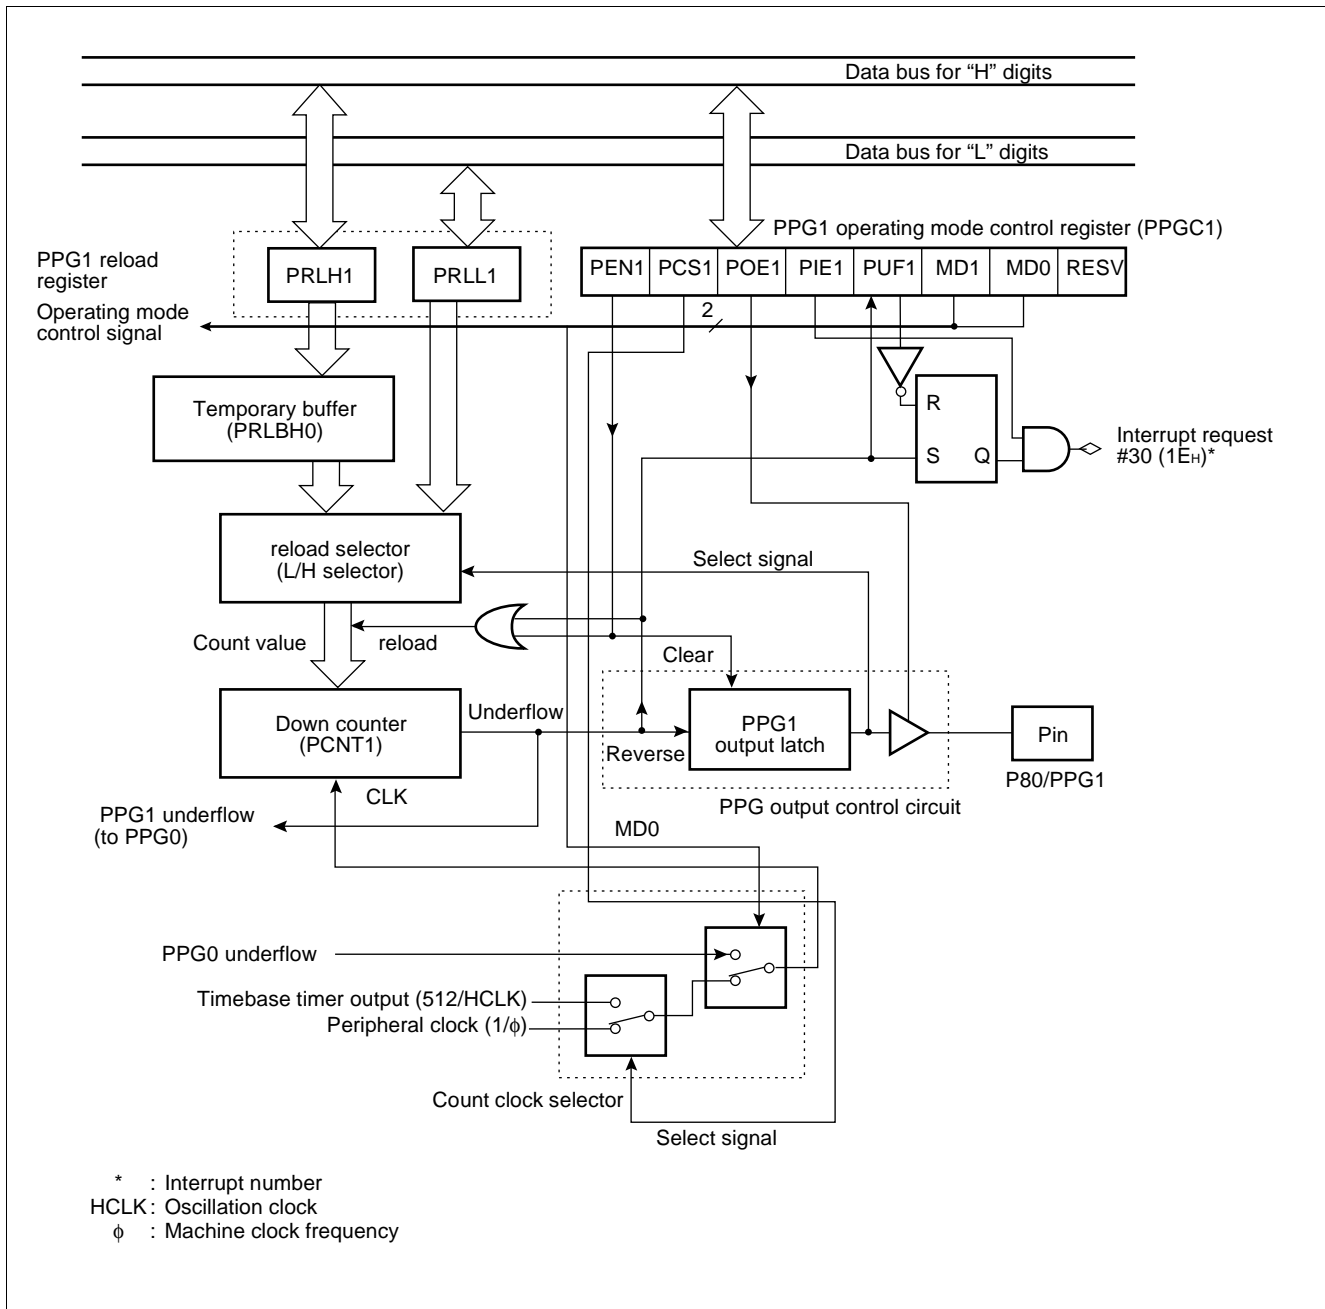 Data bus for “H” digits
Data bus for “L” digits
PPG1 operating mode control register (PPGC1)
PPG1 reload
register
PRLH1
PRLL1
PEN1
PCS1
POE1
PIE1
PUF1
MD1
MD0
RESV
Operating mode
control signal
2
Temporary buffer
(PRLBH0)
R
S
Q
Interrupt request
#30 (1EH)*
reload selector
(L/H selector)
Select signal
Count value
reload
Clear
Down counter
(PCNT1)
Underflow
Reverse
PPG1
output latch
Pin
P80/PPG1
CLK
PPG output control circuit
PPG1 underflow
(to PPG0)
MD0
PPG0 underflow
Timebase timer output (512/HCLK)
Peripheral clock (1/ϕ)
Count clock selector
Select signal
* : Interrupt number
HCLK : Oscillation clock
ϕ : Machine clock frequency